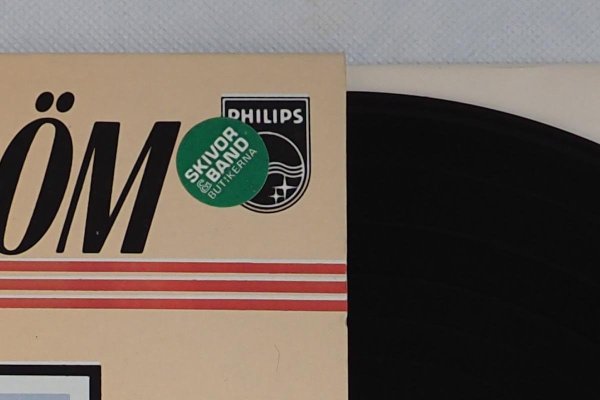 ÖM
PHILIPS
SKIVOR
& BAND
BUTIKERNA